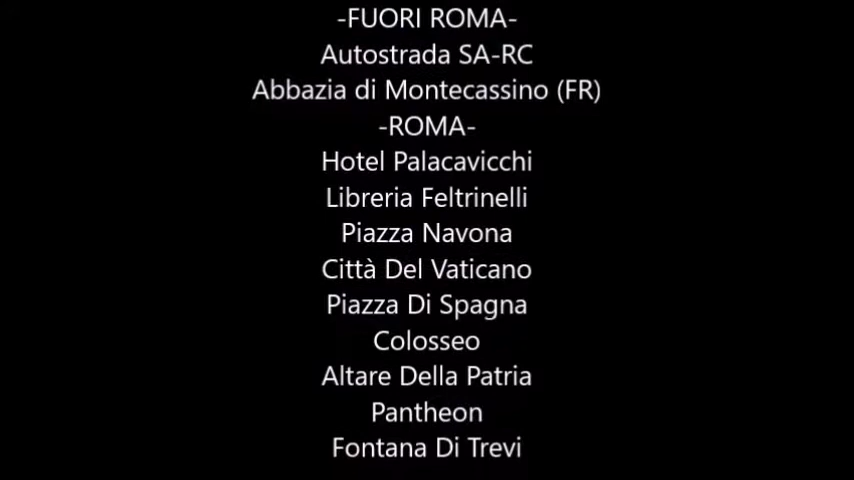 -FUORI ROMA-
Autostrada SA-RC
Abbazia di Montecassino (FR)
-ROMA-
Hotel Palacavicchi
Libreria Feltrinelli
Piazza Navona
Città Del Vaticano
Piazza Di Spagna
Colosseo
Altare Della Patria
Pantheon
Fontana Di Trevi